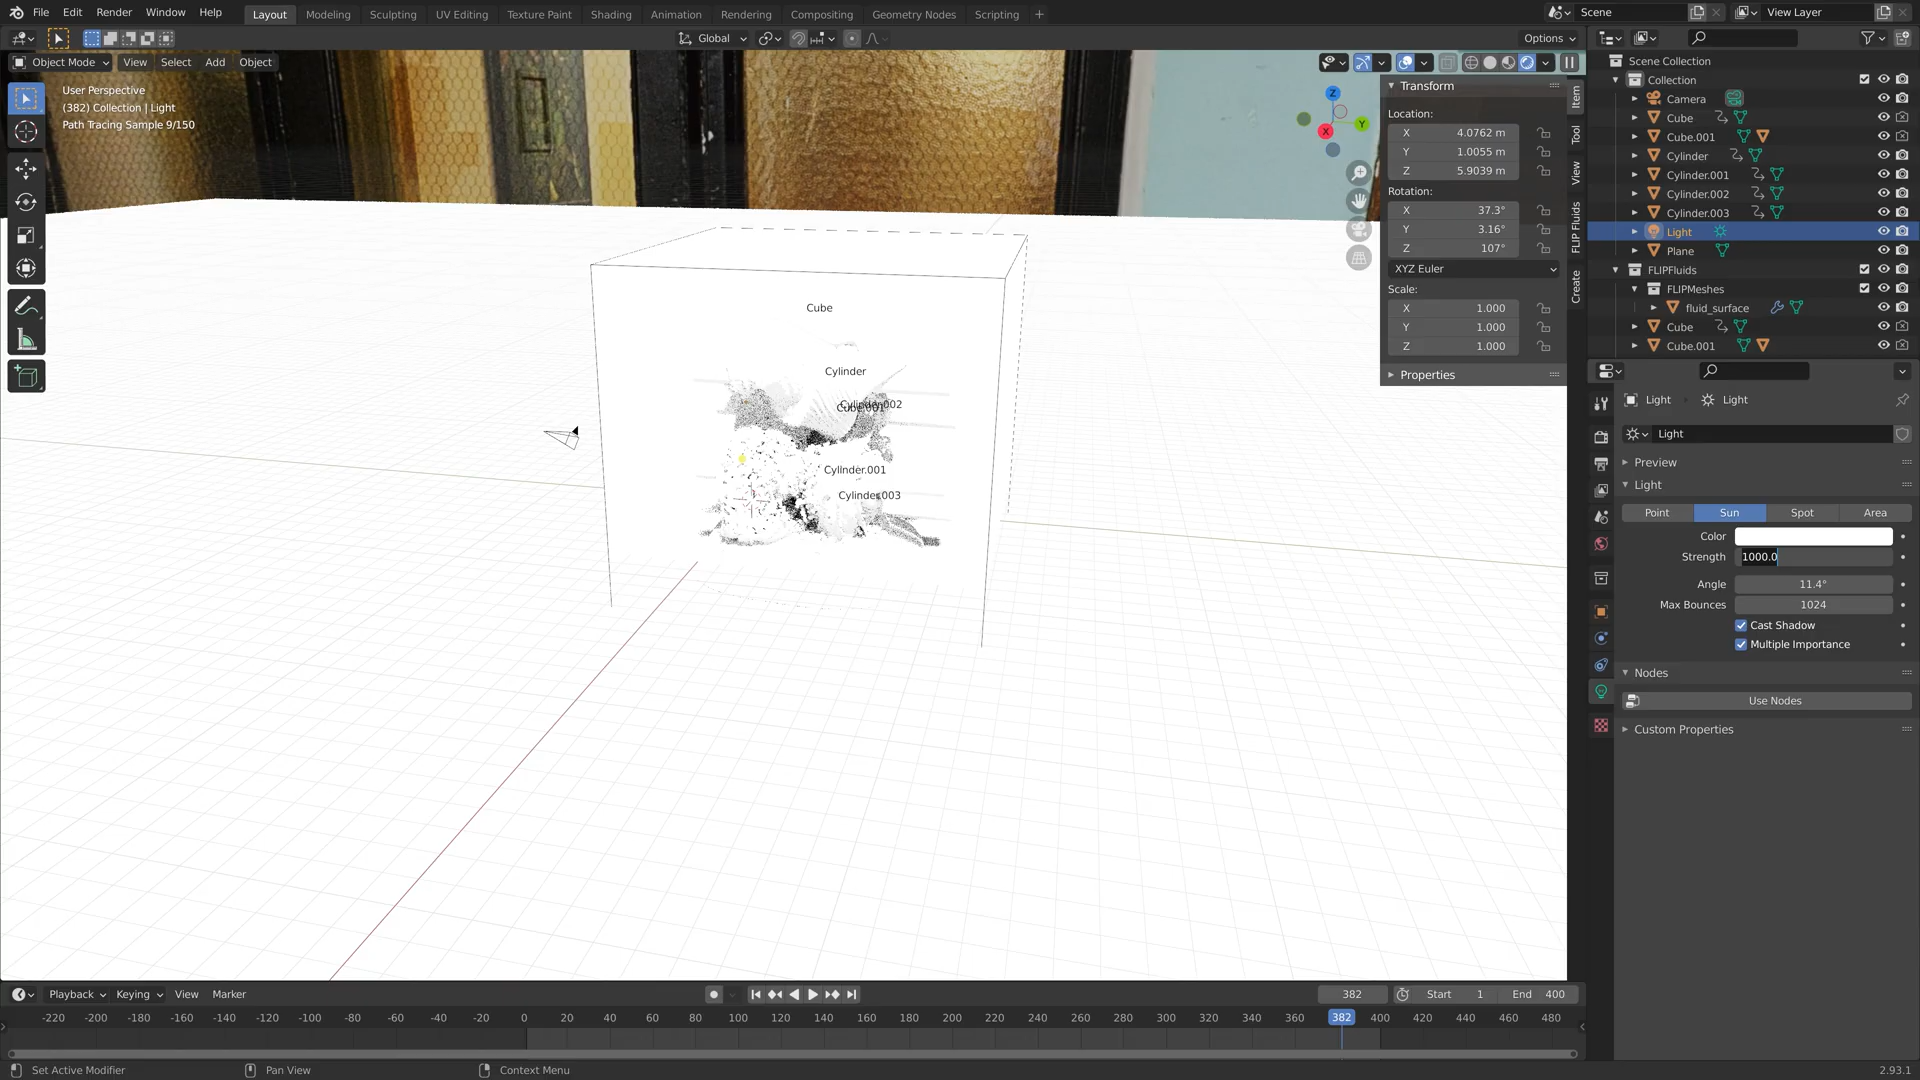 File Edit Render Window Help Layout Modeling Sculpting UV Editing Texture Paint Shading Animation Rendering Compositing Geometry Nodes Scripting + Scene View Layer
Global Options
Object Mode View Select Add Object
User Perspective
(382) Collection | Light
Path Tracing Sample 9/150
Z
Y
X
Cube
Cylinder
Cylinder.002
Cube.001
Cylinder.001
Cylinder.003
Transform
Location:
X 4.0762 m
Y 1.0055 m
Z 5.9039 m
Rotation:
X 37.3°
Y 3.16°
Z 107°
XYZ Euler
Scale:
X 1.000
Y 1.000
Z 1.000
Properties
Item
Tool
View
FLIP Fluids
Create
Scene Collection
Collection
Camera
Cube
Cube.001
Cylinder
Cylinder.001
Cylinder.002
Cylinder.003
Light
Plane
FLIPFluids
FLIPMeshes
fluid_surface
Cube
Cube.001
Light Light
Light
Preview
Light
Point Sun Spot Area
Color
Strength 1000.0
Angle 11.4°
Max Bounces 1024
Cast Shadow
Multiple Importance
Nodes
Use Nodes
Custom Properties
Playback Keying View Marker 382 Start 1 End 400
-220 -200 -180 -160 -140 -120 -100 -80 -60 -40 -20 0 20 40 60 80 100 120 140 160 180 200 220 240 260 280 300 320 340 360 382 400 420 440 460 480
Set Active Modifier Pan View Context Menu 2.93.1